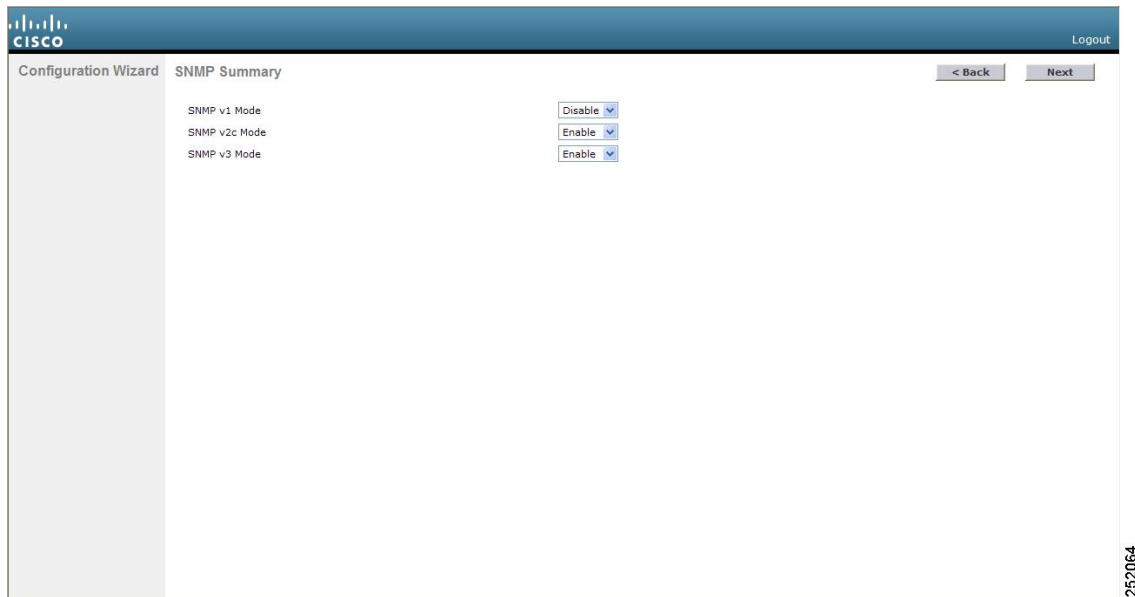 CISCO
Logout
Configuration Wizard
SNMP Summary
< Back
Next
SNMP v1 Mode
Disable
SNMP v2c Mode
Enable
SNMP v3 Mode
Enable
252064